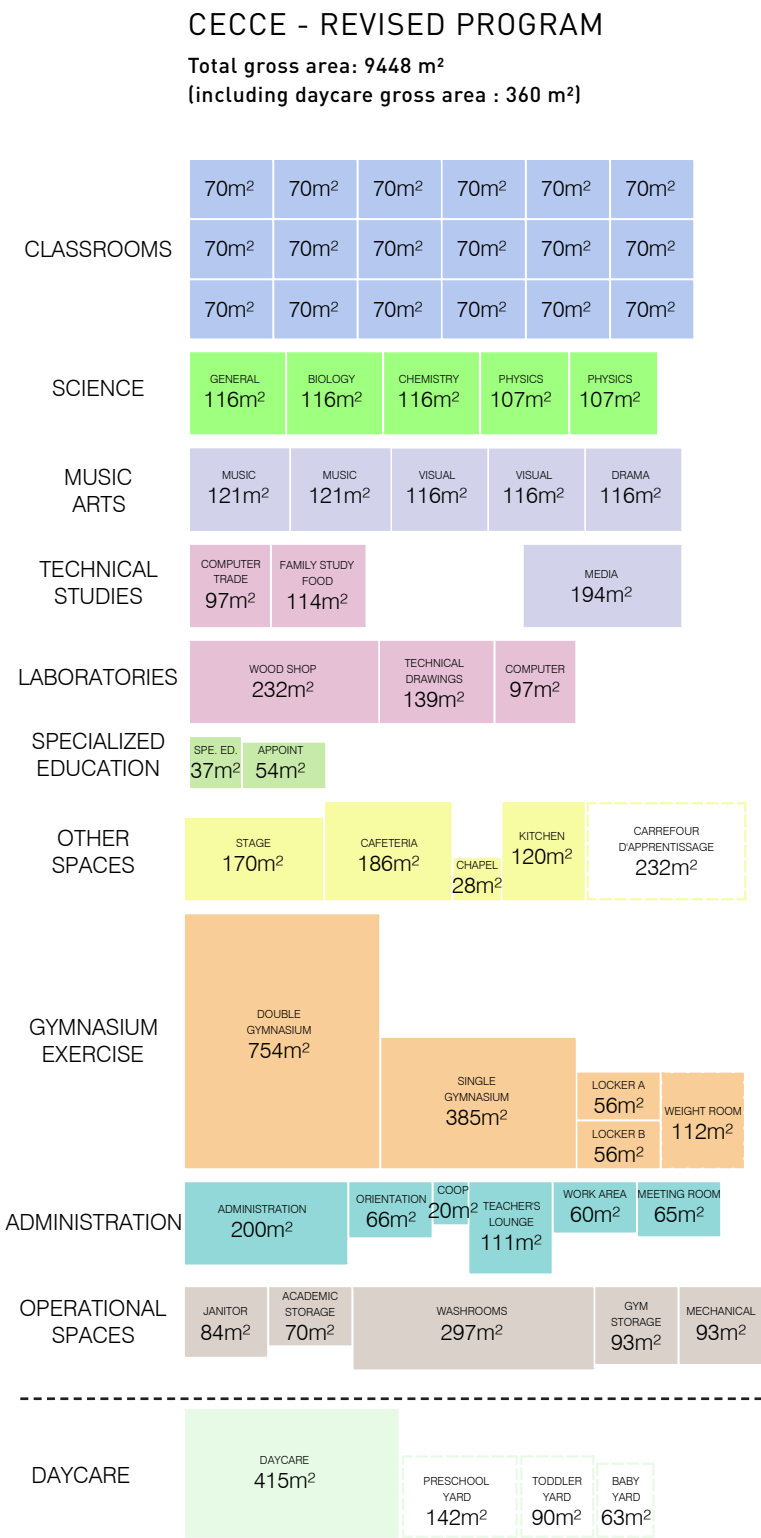 CECCE - REVISED PROGRAM
Total gross area: 9448 m²
(including daycare gross area : 360 m²)
CLASSROOMS
70m² 70m² 70m² 70m² 70m² 70m²
70m² 70m² 70m² 70m² 70m² 70m²
70m² 70m² 70m² 70m² 70m² 70m²
SCIENCE
GENERAL
116m²
BIOLOGY
116m²
CHEMISTRY
116m²
PHYSICS
107m²
PHYSICS
107m²
MUSIC
ARTS
MUSIC
121m²
MUSIC
121m²
VISUAL
116m²
VISUAL
116m²
DRAMA
116m²
TECHNICAL
STUDIES
COMPUTER
TRADE
97m²
FAMILY STUDY
FOOD
114m²
MEDIA
194m²
LABORATORIES
WOOD SHOP
232m²
TECHNICAL
DRAWINGS
139m²
COMPUTER
97m²
SPECIALIZED
EDUCATION
SPE. ED.
37m²
APPOINT
54m²
OTHER
SPACES
STAGE
170m²
CAFETERIA
186m²
CHAPEL
28m²
KITCHEN
120m²
CARREFOUR
D'APPRENTISSAGE
232m²
GYMNASIUM
EXERCISE
DOUBLE
GYMNASIUM
754m²
SINGLE
GYMNASIUM
385m²
LOCKER A
56m²
LOCKER B
56m²
WEIGHT ROOM
112m²
ADMINISTRATION
ADMINISTRATION
200m²
ORIENTATION
66m²
COOP
20m²
TEACHER'S
LOUNGE
111m²
WORK AREA
60m²
MEETING ROOM
65m²
OPERATIONAL
SPACES
JANITOR
84m²
ACADEMIC
STORAGE
70m²
WASHROOMS
297m²
GYM
STORAGE
93m²
MECHANICAL
93m²
DAYCARE
DAYCARE
415m²
PRESCHOOL
YARD
142m²
TODDLER
YARD
90m²
BABY
YARD
63m²